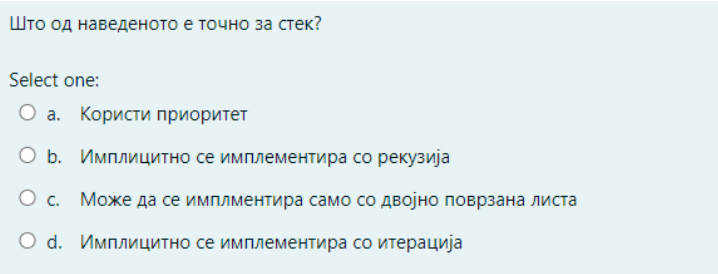 Што од наведеното е точно за стек?
Select one:
a. Користи приоритет
b. Имплицитно се имплементира со рекузија
c. Може да се имплментира само со двојно поврзана листа
d. Имплицитно се имплементира со итерација